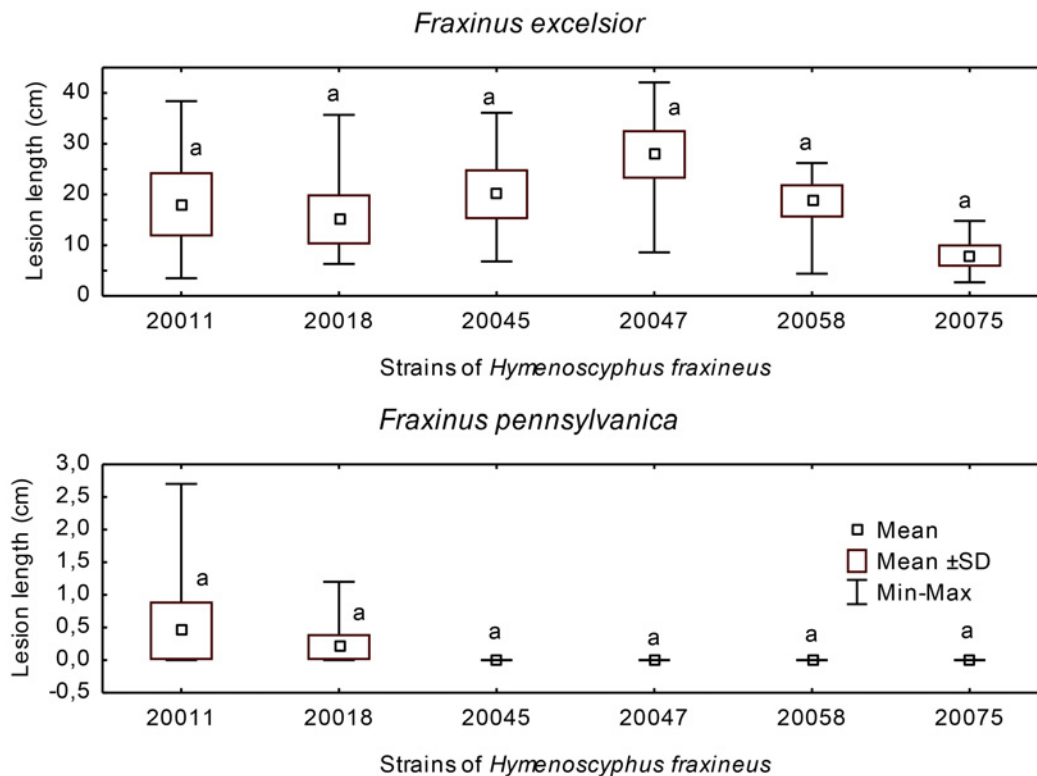 Fraxinus excelsior
Lesion length (cm)
40
30
20
10
0
a a a a a a
20011 20018 20045 20047 20058 20075
Strains of Hymenoscyphus fraxineus
Fraxinus pennsylvanica
Lesion length (cm)
3,0
2,5
2,0
1,5
1,0
0,5
0,0
-0,5
a a a a a a
Mean
Mean ±SD
Min-Max
20011 20018 20045 20047 20058 20075
Strains of Hymenoscyphus fraxineus